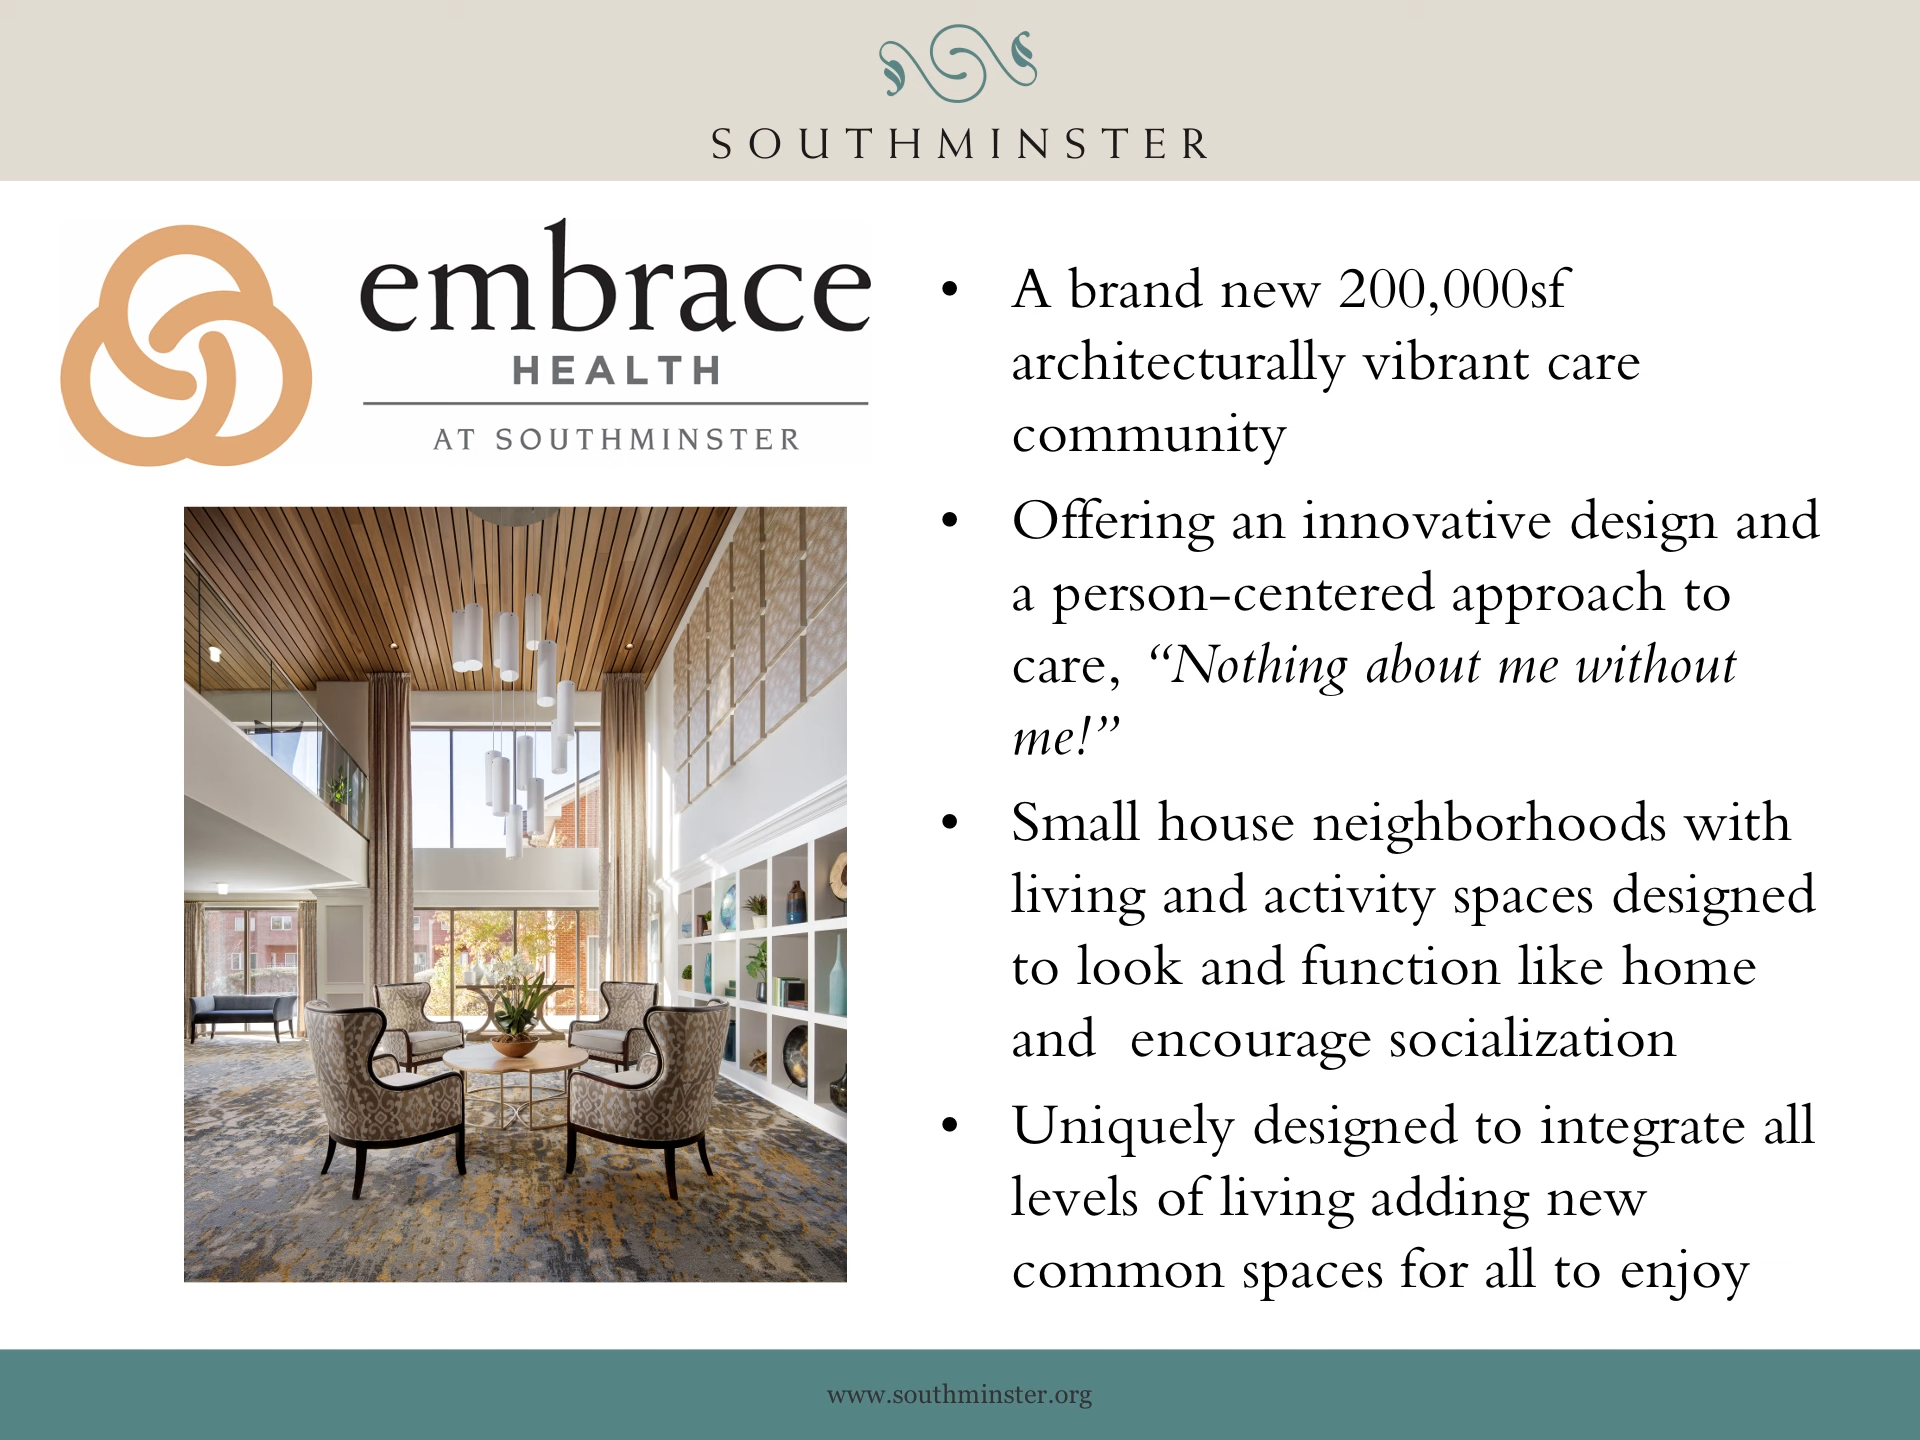 SOUTHMINSTER
embrace
HEALTH
AT SOUTHMINSTER
• A brand new 200,000sf
architecturally vibrant care
community
• Offering an innovative design and
a person-centered approach to
care, “Nothing about me without
me!”
• Small house neighborhoods with
living and activity spaces designed
to look and function like home
and  encourage socialization
• Uniquely designed to integrate all
levels of living adding new
common spaces for all to enjoy
www.southminster.org